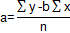 a=
∑ y -b ∑ x
n